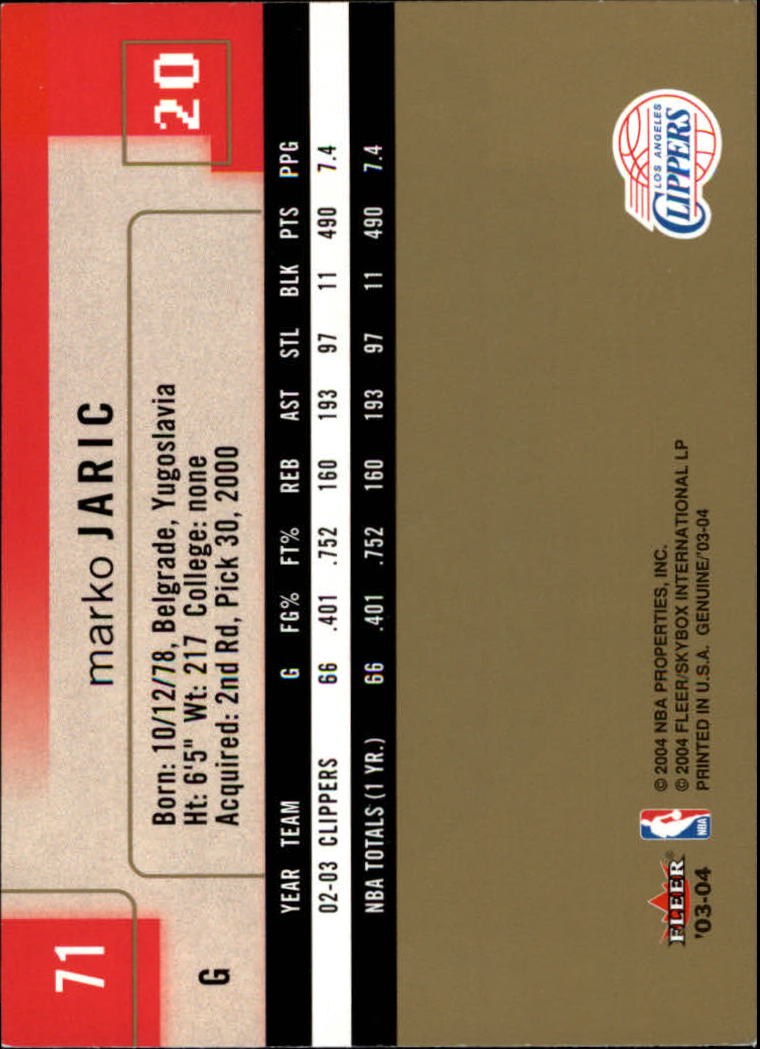 71
marko JARIC
20
G
Born: 10/12/78, Belgrade, Yugoslavia
Ht: 6'5" Wt: 217 College: none
Acquired: 2nd Rd, Pick 30, 2000
YEAR TEAM G FG% FT% REB AST STL BLK PTS PPG
02-03 CLIPPERS 66 .401 .752 160 193 97 11 490 7.4
NBA TOTALS (1 YR.) 66 .401 .752 160 193 97 11 490 7.4
LOS ANGELES
CLIPPERS
FLEER®
'03-04
NBA
© 2004 NBA PROPERTIES, INC.
© 2004 FLEER/SKYBOX INTERNATIONAL LP
PRINTED IN U.S.A. GENUINE/'03-04